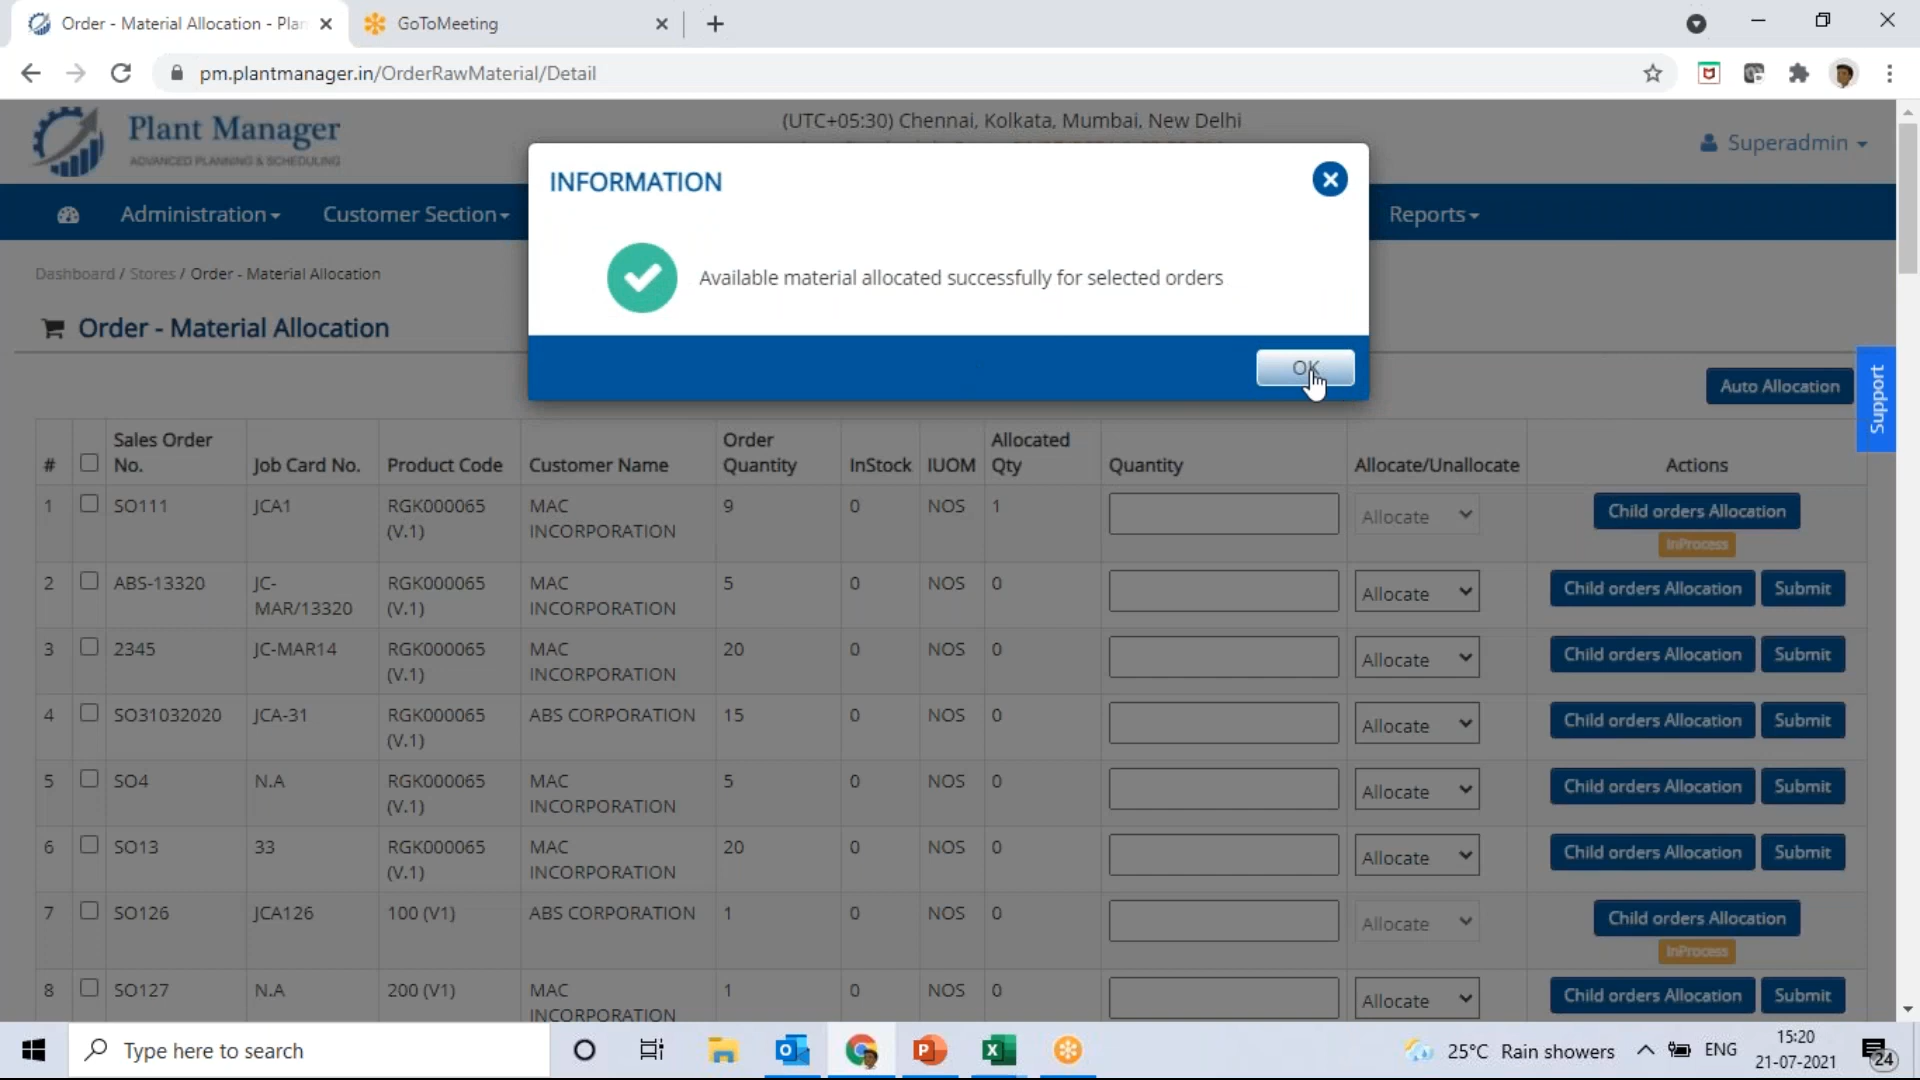 Order - Material Allocation - Plan
GoToMeeting
pm.plantmanager.in/OrderRawMaterial/Detail
Plant Manager
ADVANCED PLANNING & SCHEDULING
(UTC+05:30) Chennai, Kolkata, Mumbai, New Delhi
Superadmin
Administration
Customer Section
Reports
INFORMATION
Available material allocated successfully for selected orders
OK
Dashboard / Stores / Order - Material Allocation
Order - Material Allocation
Auto Allocation
Support
# Sales Order No. Job Card No. Product Code Customer Name Order Quantity InStock IUOM Allocated Qty Quantity Allocate/Unallocate Actions
1 SO111 JCA1 RGK000065 MAC 9 0 NOS 1 Allocate Child orders Allocation
(V.1) INCORPORATION InProcess
2 ABS-13320 JC- RGK000065 MAC 5 0 NOS 0 Allocate Child orders Allocation Submit
MAR/13320 (V.1) INCORPORATION
3 2345 JC-MAR14 RGK000065 MAC 20 0 NOS 0 Allocate Child orders Allocation Submit
(V.1) INCORPORATION
4 SO31032020 JCA-31 RGK000065 ABS CORPORATION 15 0 NOS 0 Allocate Child orders Allocation Submit
(V.1)
5 SO4 N.A RGK000065 MAC 5 0 NOS 0 Allocate Child orders Allocation Submit
(V.1) INCORPORATION
6 SO13 33 RGK000065 MAC 20 0 NOS 0 Allocate Child orders Allocation Submit
(V.1) INCORPORATION
7 SO126 JCA126 100 (V1) ABS CORPORATION 1 0 NOS 0 Allocate Child orders Allocation
InProcess
8 SO127 N.A 200 (V1) MAC 1 0 NOS 0 Allocate Child orders Allocation Submit
INCORPORATION
Type here to search
25°C Rain showers
ENG
15:20
21-07-2021
24